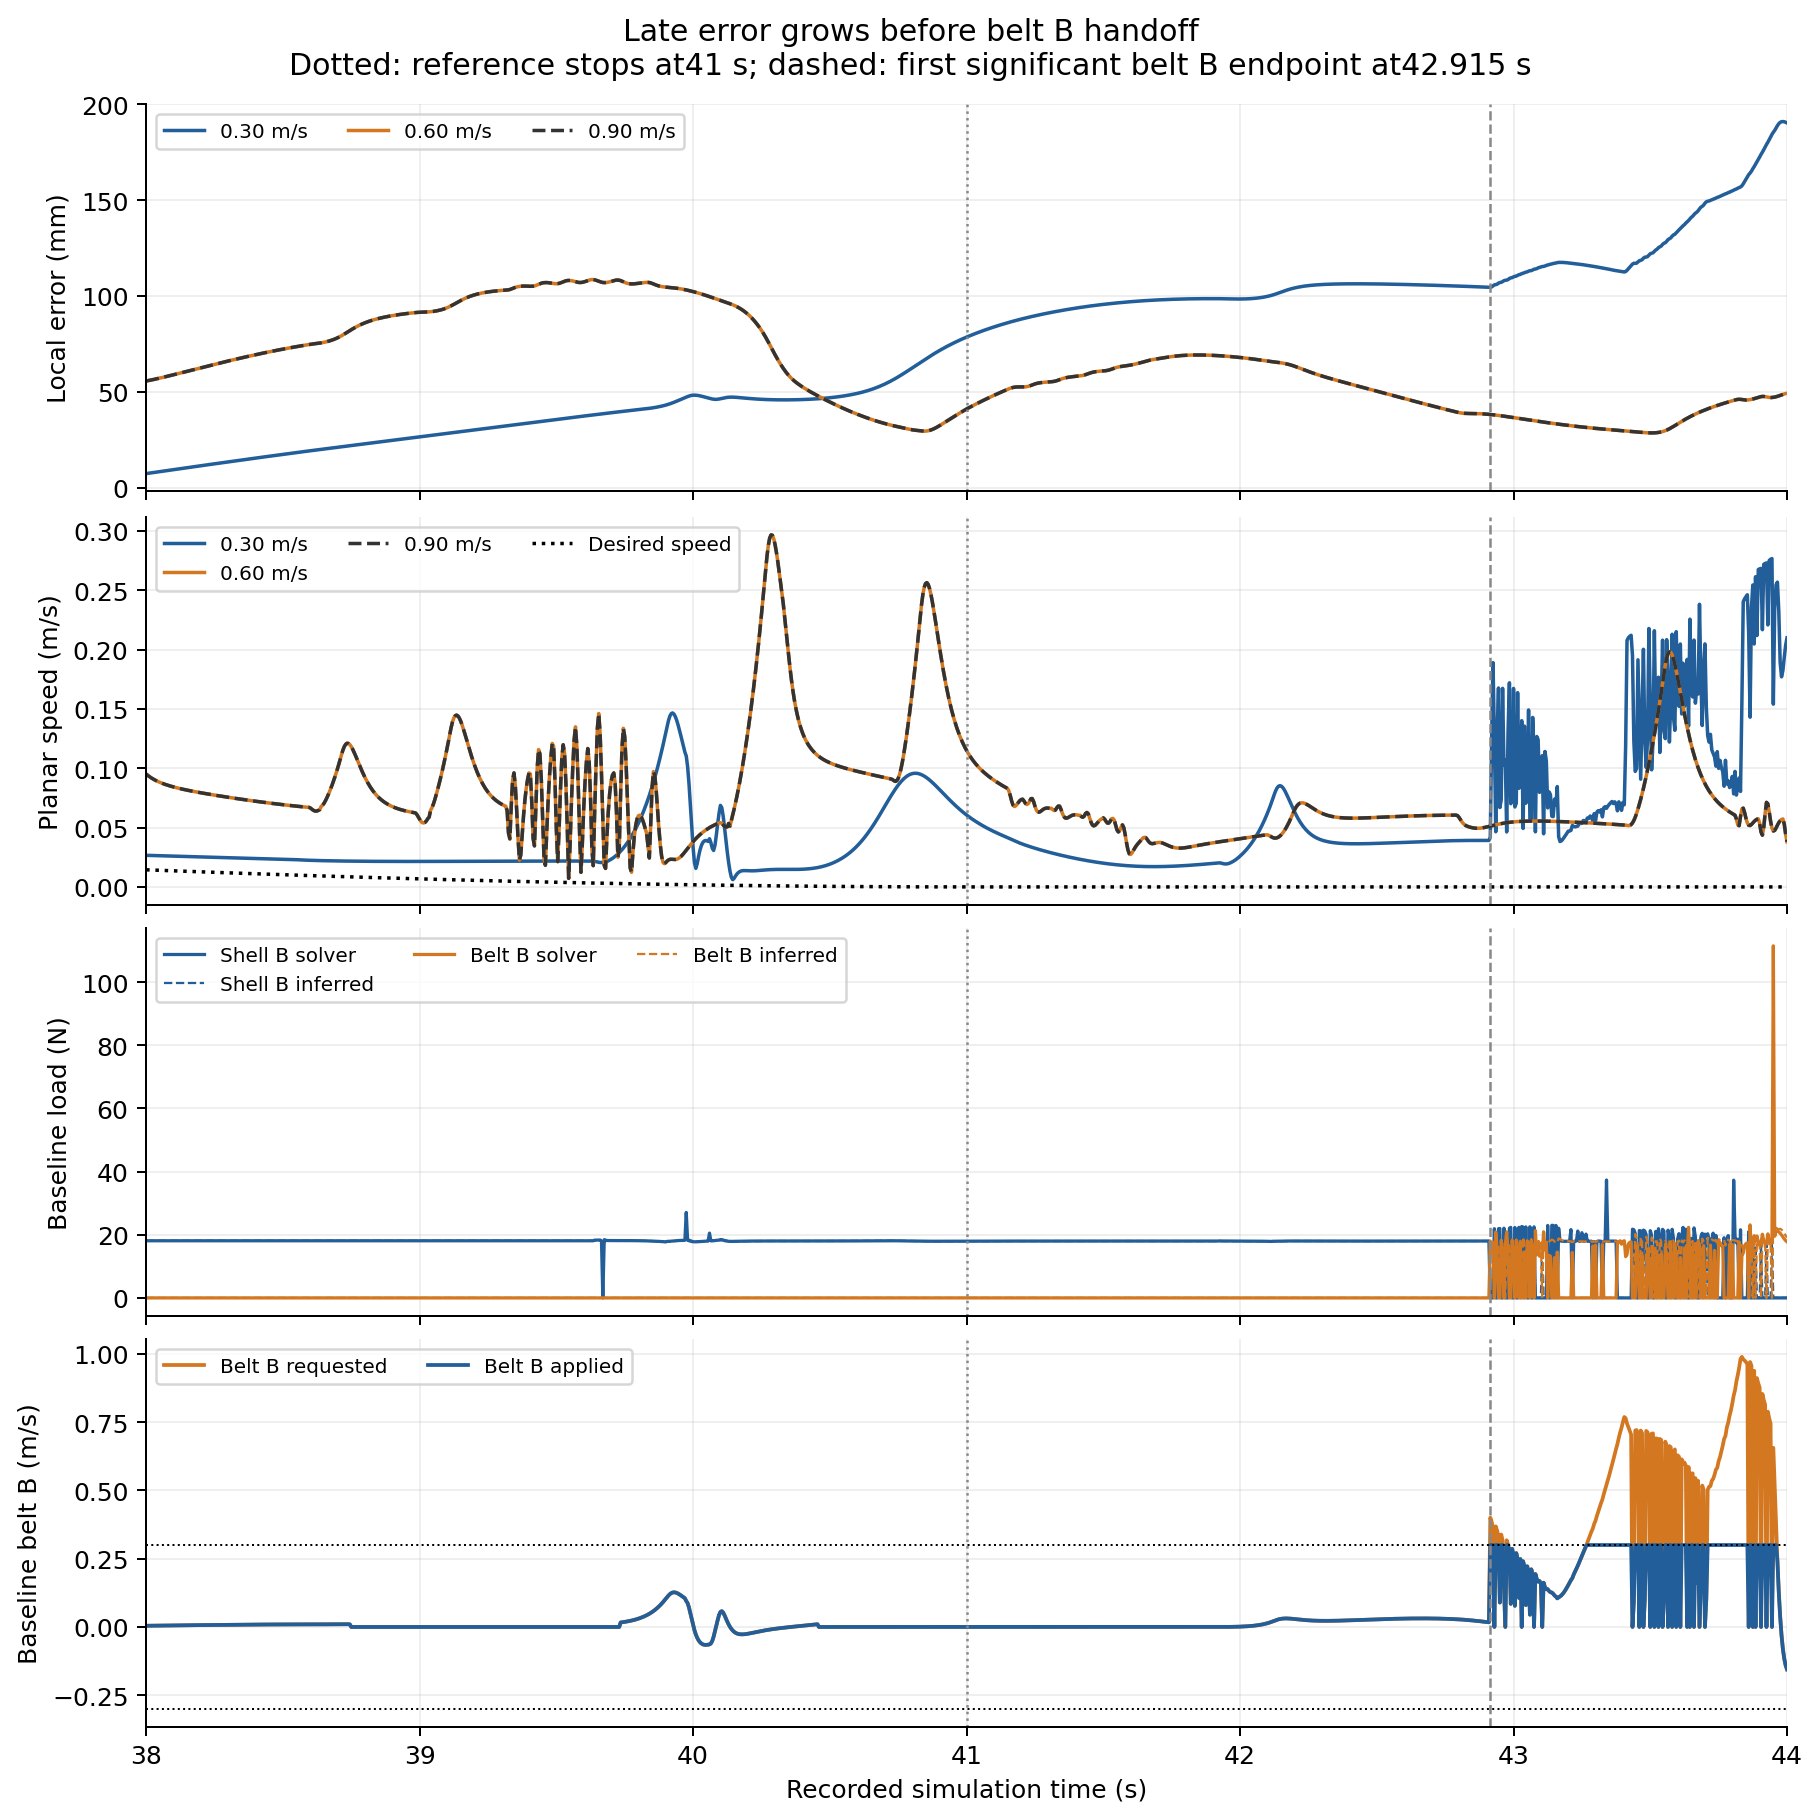 Late error grows before belt B handoff
Dotted: reference stops at41 s; dashed: first significant belt B endpoint at42.915 s
200
150
100
50
0
Local error (mm)
0.30 m/s
0.60 m/s
0.90 m/s
0.30
0.25
0.20
0.15
0.10
0.05
0.00
Planar speed (m/s)
0.30 m/s
0.90 m/s
Desired speed
0.60 m/s
100
80
60
40
20
0
Baseline load (N)
Shell B solver
Belt B solver
Belt B inferred
Shell B inferred
1.00
0.75
0.50
0.25
0.00
−0.25
Baseline belt B (m/s)
Belt B requested
Belt B applied
38
39
40
41
42
43
44
Recorded simulation time (s)